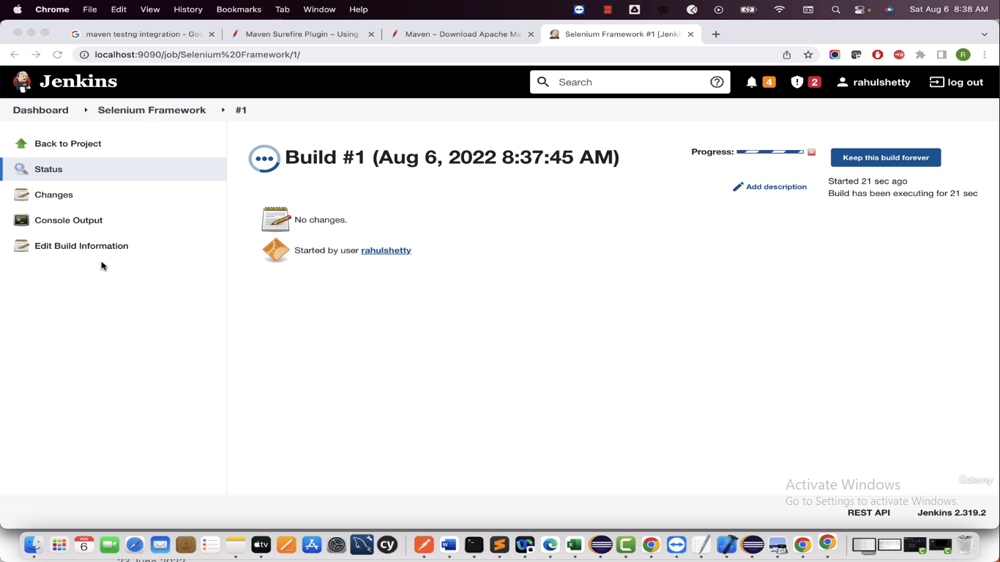 Chrome File Edit View History Bookmarks Tab Window Help Sat Aug 6 8:38 AM
maven testng integration - Goo Maven Surefire Plugin – Using Maven – Download Apache Ma Selenium Framework #1 [Jenki
localhost:9090/job/Selenium%20Framework/1/ R
Jenkins Search 4 2 rahulshetty log out
Dashboard Selenium Framework #1
Back to Project
Status
Changes
Console Output
Edit Build Information
Build #1 (Aug 6, 2022 8:37:45 AM)
Progress:
Keep this build forever
Add description
Started 21 sec ago
Build has been executing for 21 sec
No changes.
Started by user rahulshetty
Activate Windows
Go to Settings to activate Windows.
ûdemy
REST API Jenkins 2.319.2
AUG
6
tv
cy
23 June 2022